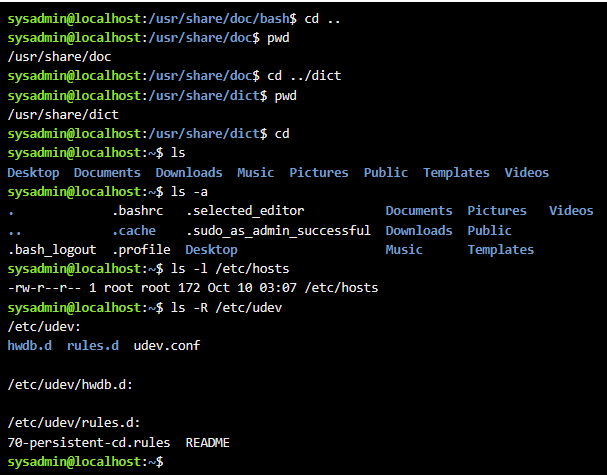 sysadmin@localhost:/usr/share/doc/bash$ cd ..
sysadmin@localhost:/usr/share/doc$ pwd
/usr/share/doc
sysadmin@localhost:/usr/share/doc$ cd ../dict
sysadmin@localhost:/usr/share/dict$ pwd
/usr/share/dict
sysadmin@localhost:/usr/share/dict$ cd
sysadmin@localhost:~$ ls
Desktop  Documents  Downloads  Music  Pictures  Public  Templates  Videos
sysadmin@localhost:~$ ls -a
.             .bashrc   .selected_editor           Documents  Pictures   Videos
..            .cache    .sudo_as_admin_successful  Downloads  Public
.bash_logout  .profile  Desktop                    Music      Templates
sysadmin@localhost:~$ ls -l /etc/hosts
-rw-r--r-- 1 root root 172 Oct 10 03:07 /etc/hosts
sysadmin@localhost:~$ ls -R /etc/udev
/etc/udev:
hwdb.d  rules.d  udev.conf

/etc/udev/hwdb.d:

/etc/udev/rules.d:
70-persistent-cd.rules  README
sysadmin@localhost:~$